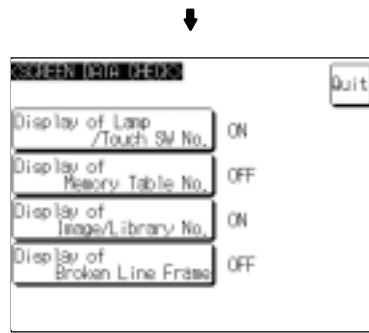 <SCREEN DATA CHECK>
Quit
Display of Lamp
/Touch SW No.
ON
Display of
Memory Table No.
OFF
Display of
Image/Library No.
ON
Display of
Broken Line Frame
OFF